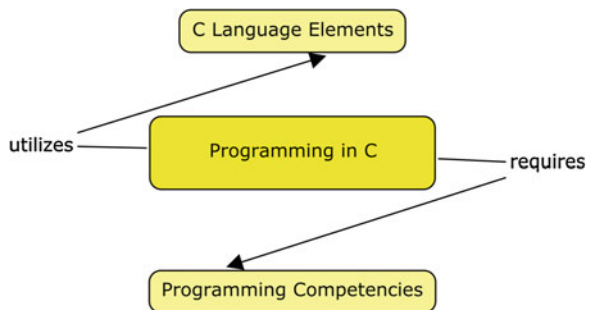 C Language Elements
utilizes
Programming in C
requires
Programming Competencies